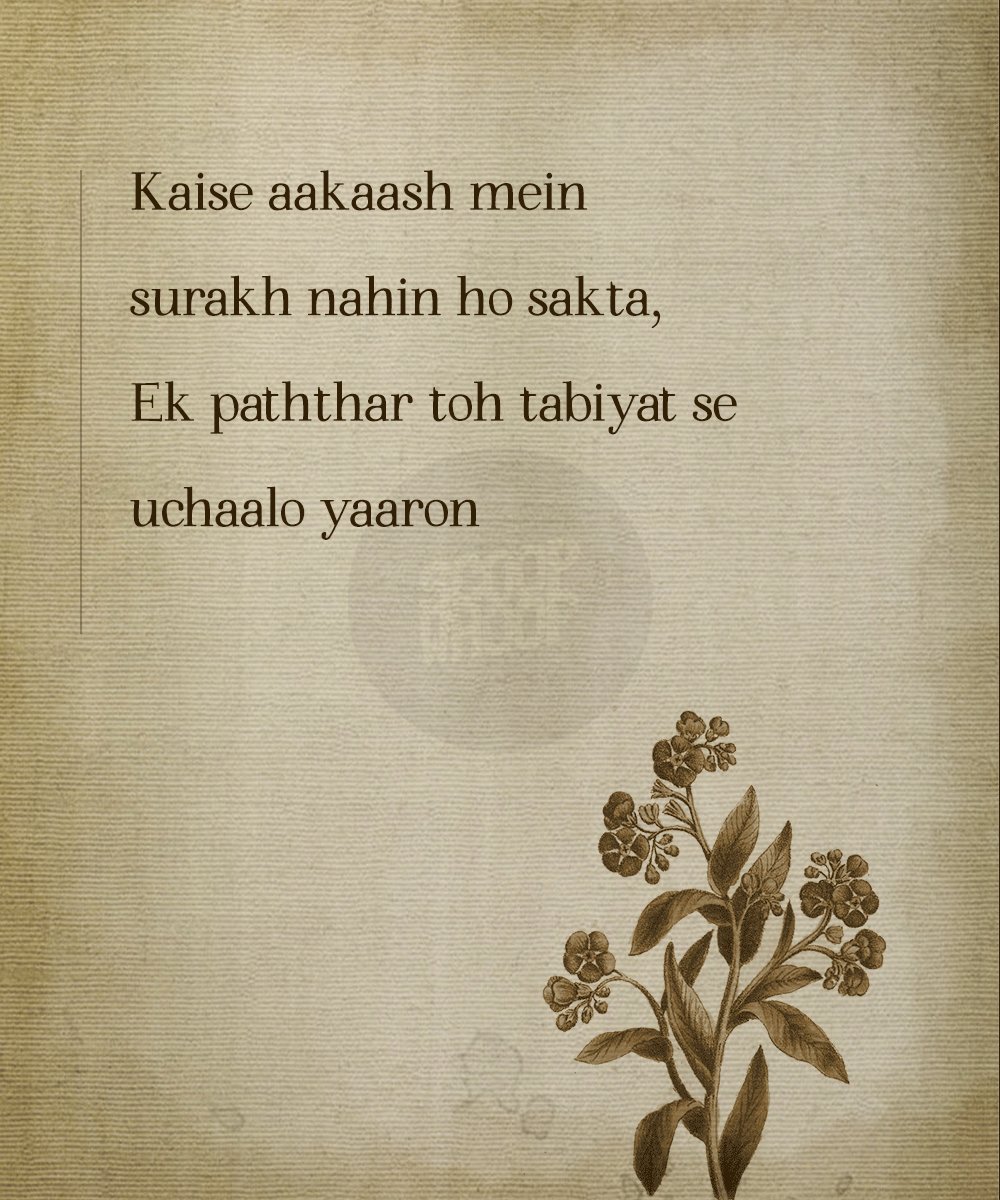 Kaise aakaash mein
surakh nahin ho sakta,
Ek paththar toh tabiyat se
uchaalo yaaron